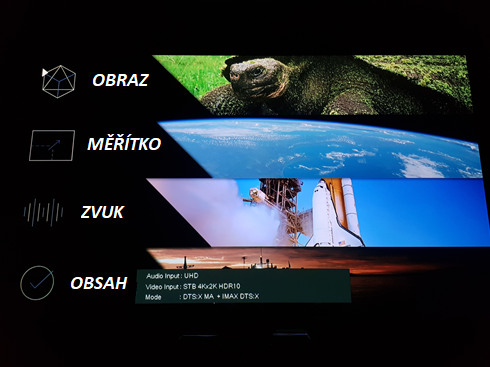 OBRAZ
MĚŘÍTKO
ZVUK
OBSAH
Audio Input : UHD
Video Input : STB 4Kx2K HDR10
Mode : DTS:X MA + IMAX DTS:X